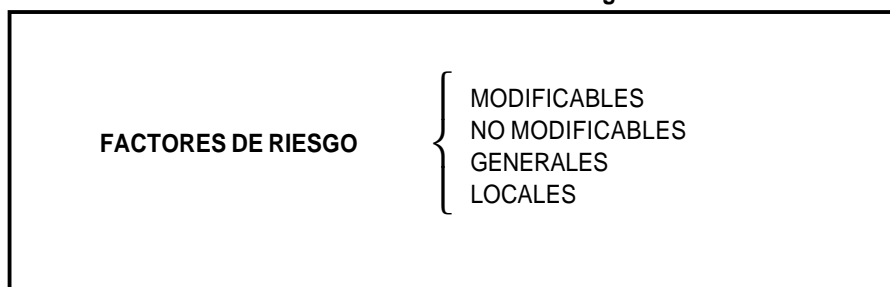 MODIFICABLES
NO MODIFICABLES
FACTORES DE RIESGO
GENERALES
LOCALES